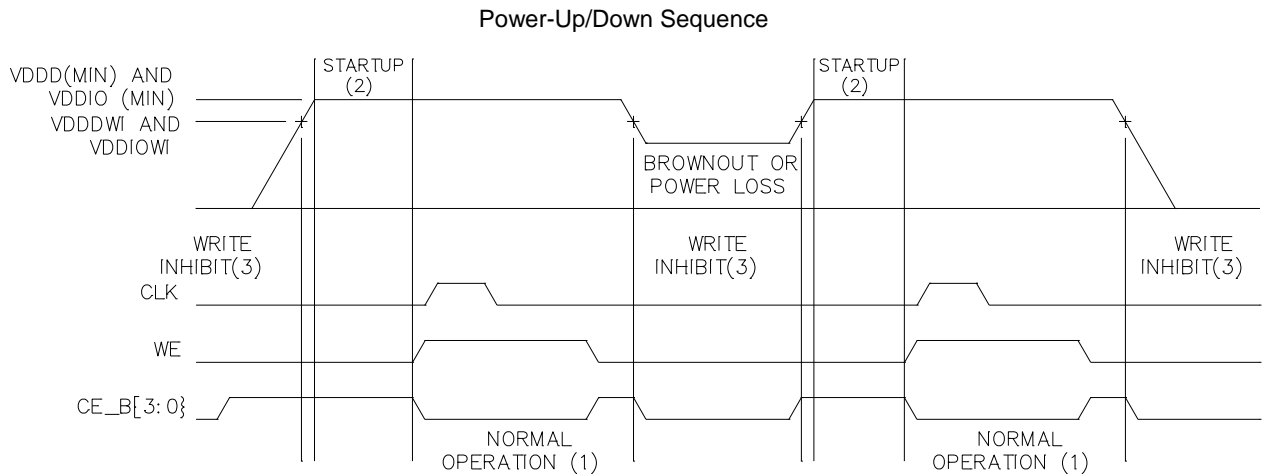 Power-Up/Down Sequence
STARTUP
(2)
STARTUP
(2)
VDDD(MIN) AND
VDDIO (MIN)
VDDDWI AND
VDDIOWI
BROWNOUT OR
POWER LOSS
WRITE
INHIBIT(3)
WRITE
INHIBIT(3)
WRITE
INHIBIT(3)
CLK
WE
CE_B[3:0}
NORMAL
OPERATION (1)
NORMAL
OPERATION (1)